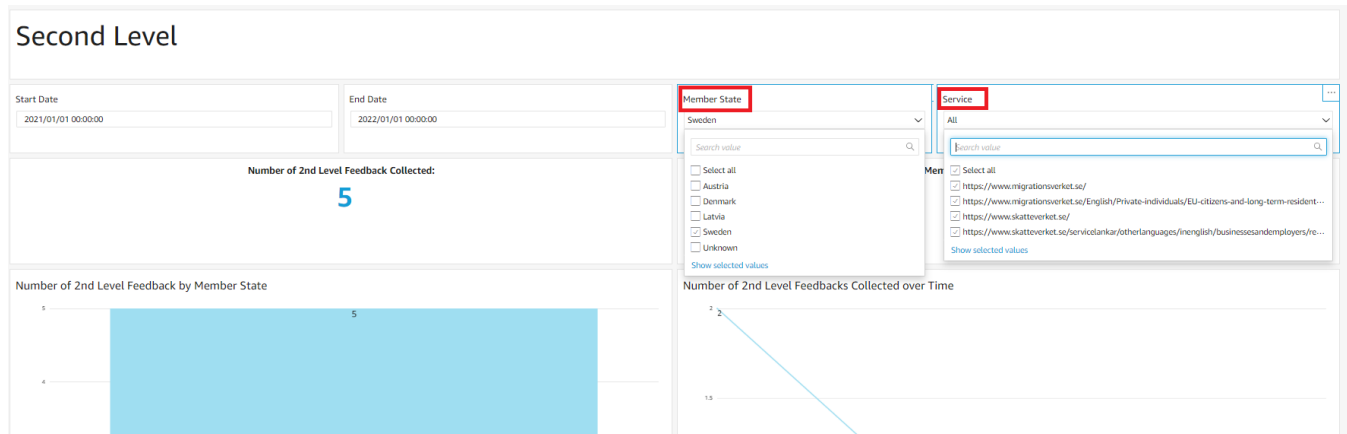 Second Level
Start Date
2021/01/01 00:00:00
End Date
2022/01/01 00:00:00
Member State
Sweden
Search value
Select all
Austria
Denmark
Latvia
Sweden
Unknown
Show selected values
Service
All
Search value
Select all
https://www.migrationsverket.se/
https://www.migrationsverket.se/English/Private-individuals/EU-citizens-and-long-term-resident···
https://www.skatteverket.se/
https://www.skatteverket.se/servicelankar/otherlanguages/inenglish/businessesandemployers/re···
Show selected values
Number of 2nd Level Feedback Collected:
5
Mem
Number of 2nd Level Feedback by Member State
5
5
4
Number of 2nd Level Feedbacks Collected over Time
2
2
1.5